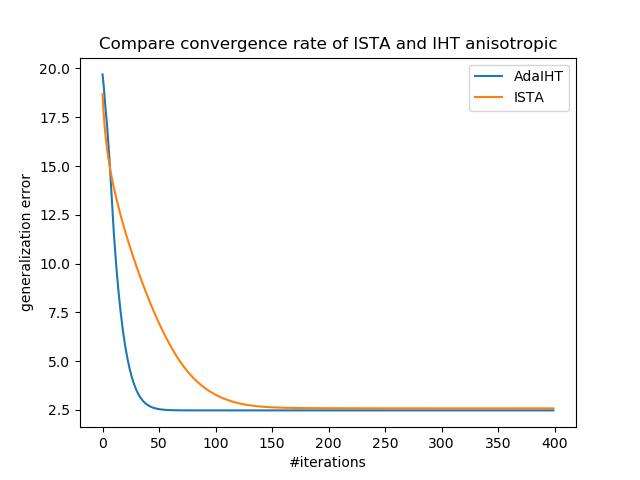 Compare convergence rate of ISTA and IHT anisotropic
AdaIHT
ISTA
generalization error
20.0
17.5
15.0
12.5
10.0
7.5
5.0
2.5
0 50 100 150 200 250 300 350 400
#iterations